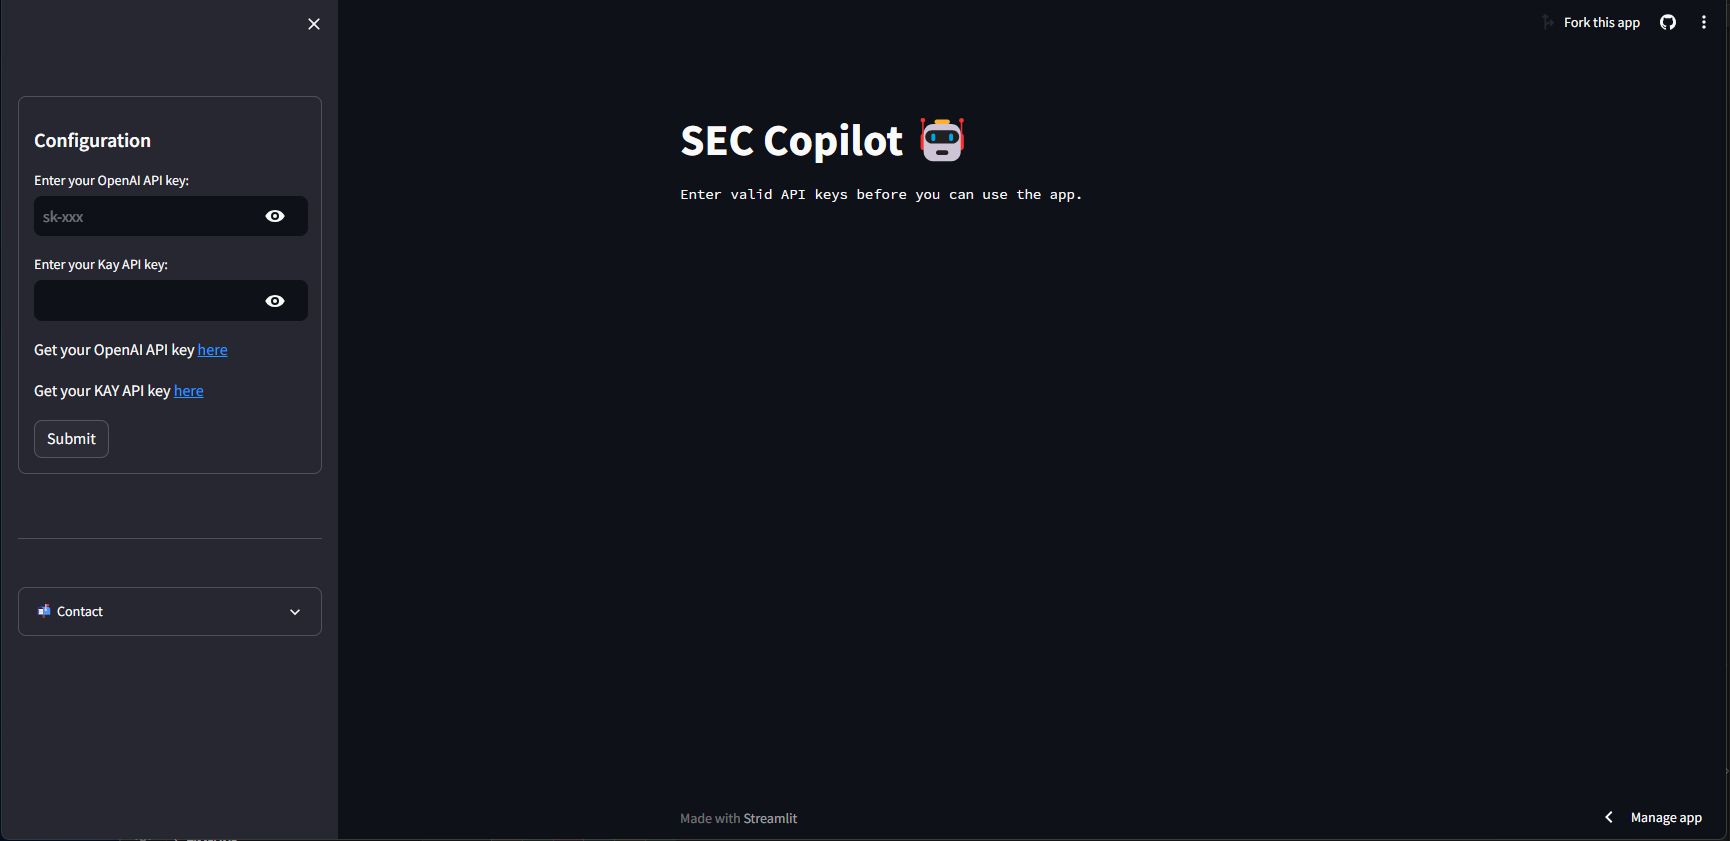 Configuration
Enter your OpenAI API key:
sk-xxx
Enter your Kay API key:
Get your OpenAI API key here
Get your KAY API key here
Submit
Contact
Fork this app
SEC Copilot
Enter valid API keys before you can use the app.
Made with Streamlit
Manage app